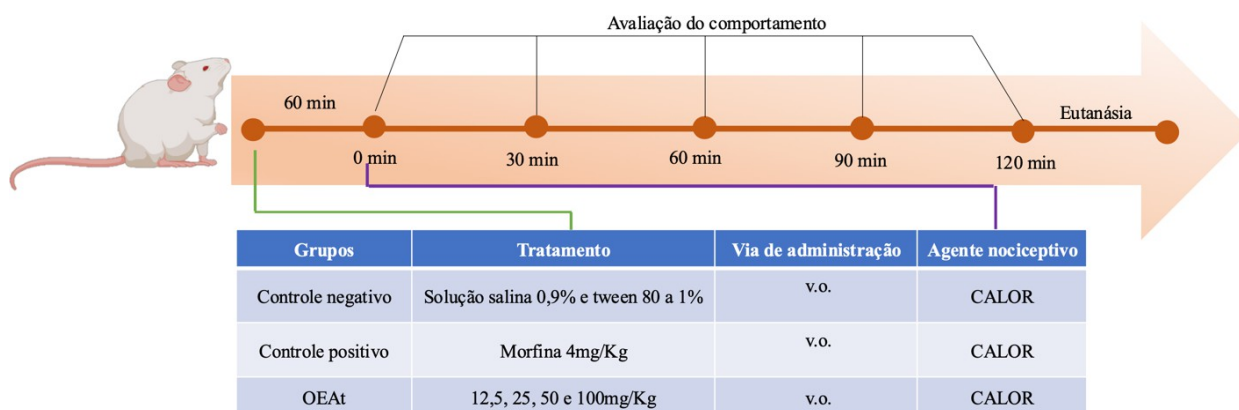 Avaliação do comportamento
60 min
Eutanásia
0 min
30 min
60 min
90 min
120 min
Grupos Tratamento Via de administração Agente nociceptivo
Controle negativo Solução salina 0,9% e tween 80 a 1% v.o. CALOR
Controle positivo Morfina 4mg/Kg v.o. CALOR
OEAt 12,5, 25, 50 e 100mg/Kg v.o. CALOR